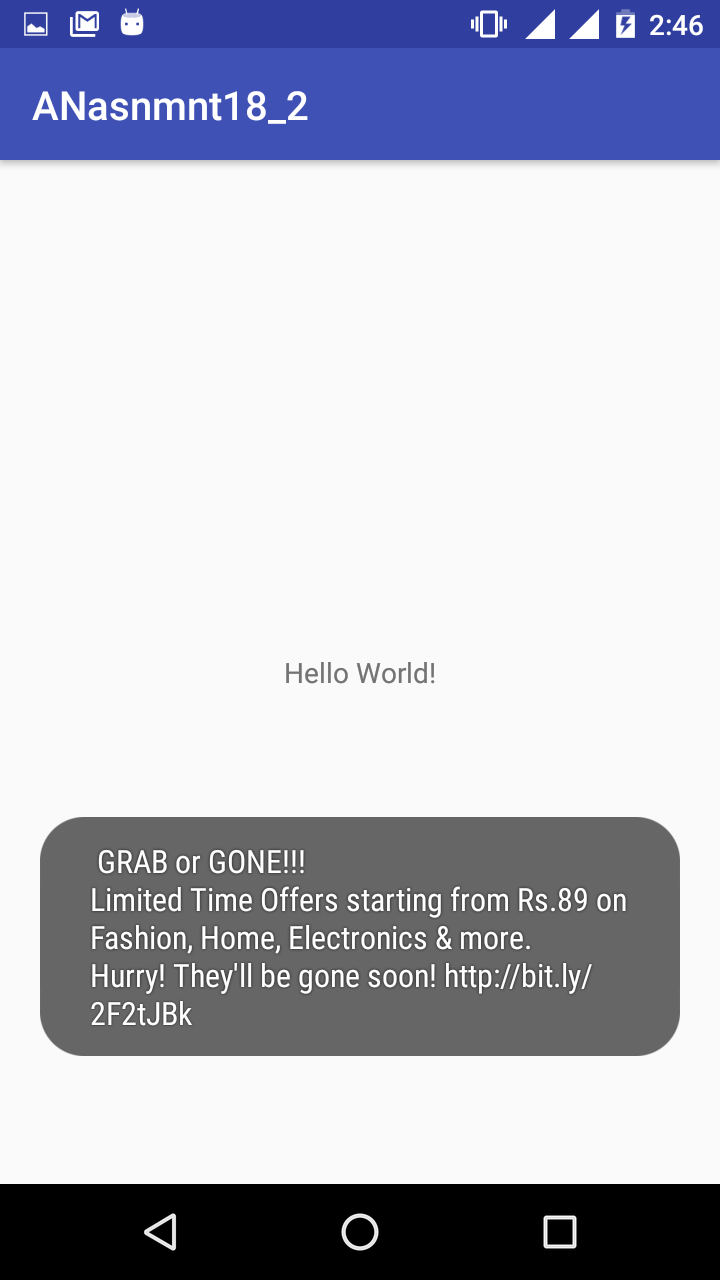 2:46
ANasnmnt18_2
Hello World!
GRAB or GONE!!!
Limited Time Offers starting from Rs.89 on
Fashion, Home, Electronics & more.
Hurry! They'll be gone soon! http://bit.ly/
2F2tJBk